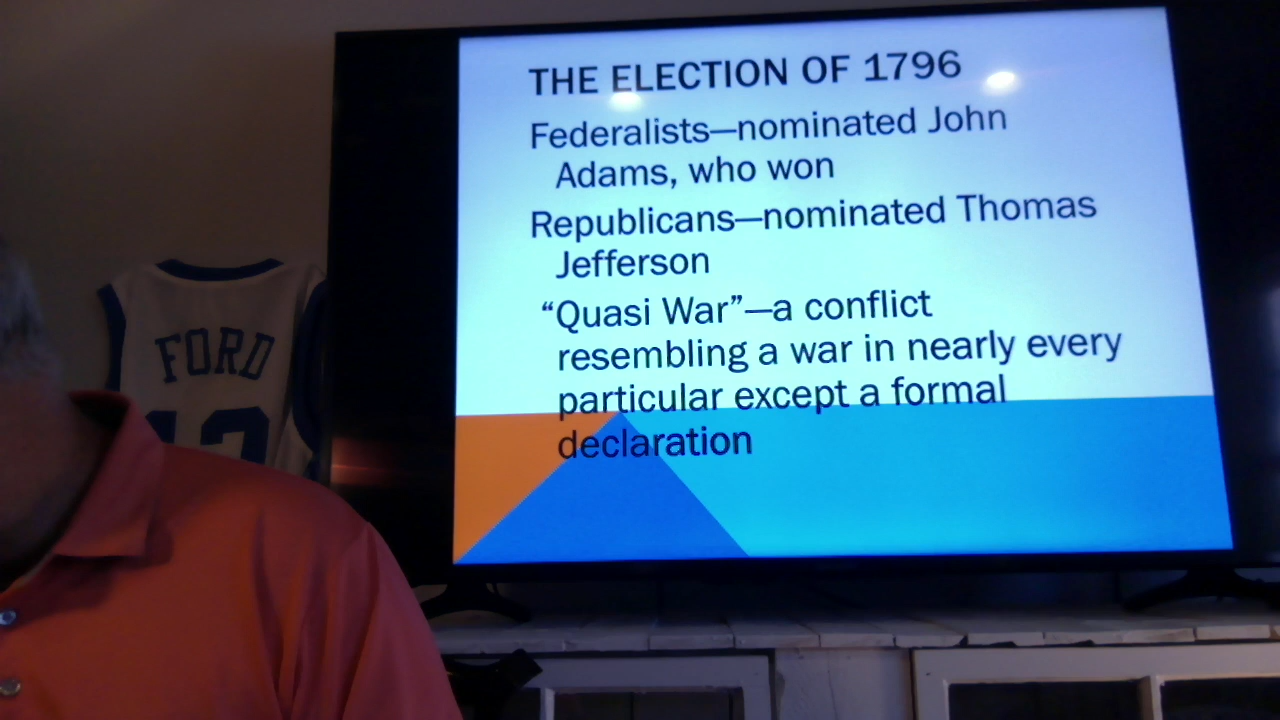 THE ELECTION OF 1796
Federalists—nominated John
Adams, who won
Republicans—nominated Thomas
Jefferson
“Quasi War”—a conflict
resembling a war in nearly every
particular except a formal
declaration
FORD